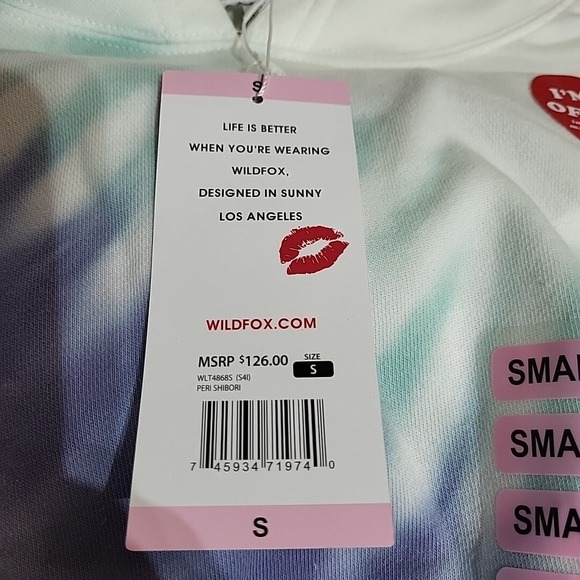 S
LIFE IS BETTER
WHEN YOU'RE WEARING
WILDFOX,
DESIGNED IN SUNNY
LOS ANGELES
WILDFOX.COM
MSRP $126.00
SIZE
S
WLT4868S (S4I)
PERI SHIBORI
7 45934 71974 0
S
I'M
OF
SMA
SMA
SMA